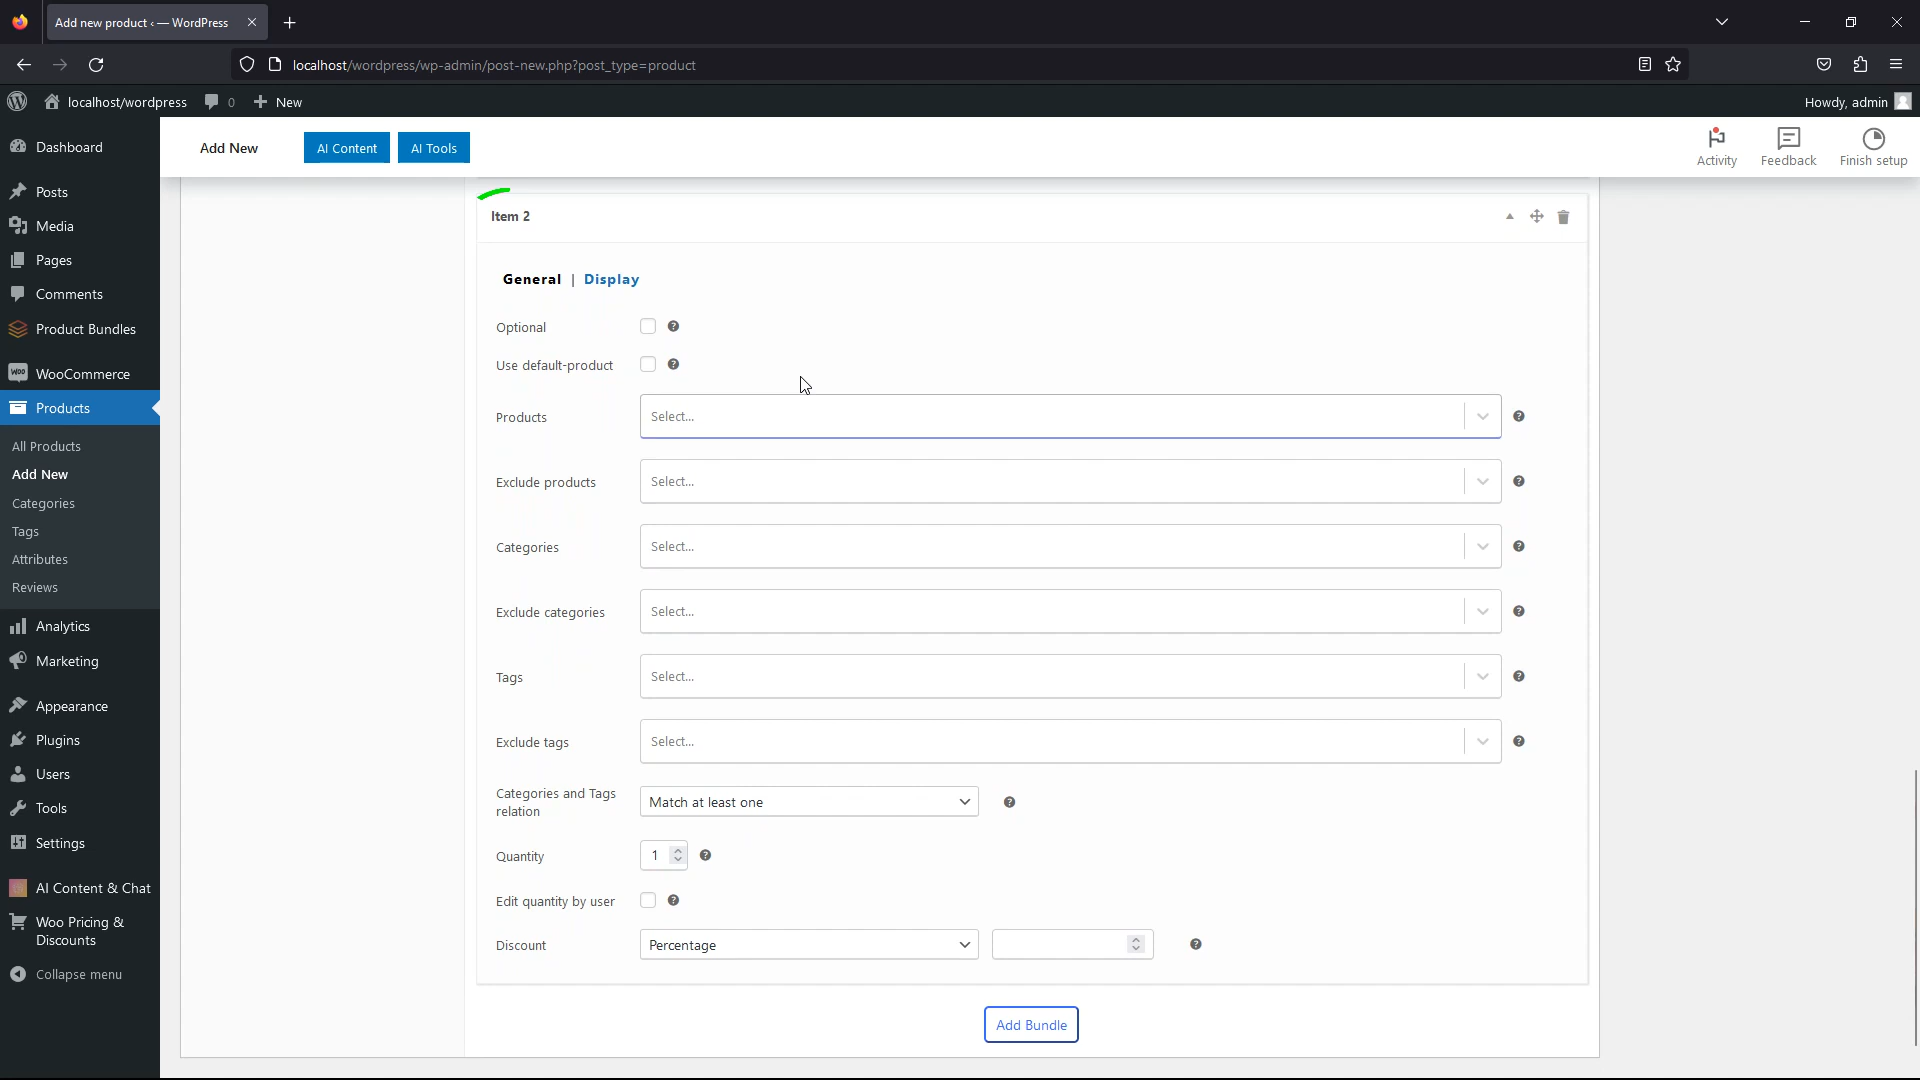 Add new product ‹ — WordPress
localhost/wordpress/wp-admin/post-new.php?post_type=product
localhost/wordpress
0
New
Howdy, admin
Dashboard
Posts
Media
Pages
Comments
Product Bundles
WooCommerce
Products
All Products
Add New
Categories
Tags
Attributes
Reviews
Analytics
Marketing
Appearance
Plugins
Users
Tools
Settings
AI Content & Chat
Woo Pricing &
Discounts
Collapse menu
Add New
AI Content
AI Tools
Activity
Feedback
Finish setup
Item 2
General | Display
Optional
Use default-product
Products
Select...
Exclude products
Select...
Categories
Select...
Exclude categories
Select...
Tags
Select...
Exclude tags
Select...
Categories and Tags
relation
Match at least one
Quantity
1
Edit quantity by user
Discount
Percentage
Add Bundle